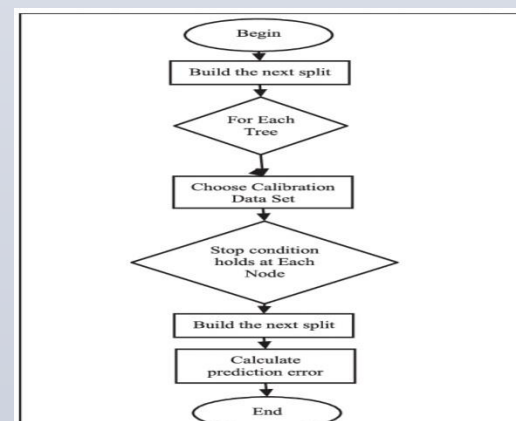 Begin
Build the next split
For Each
Tree
Choose Calibration
Data Set
Stop condition
holds at Each
Node
Build the next split
Calculate
prediction error
End